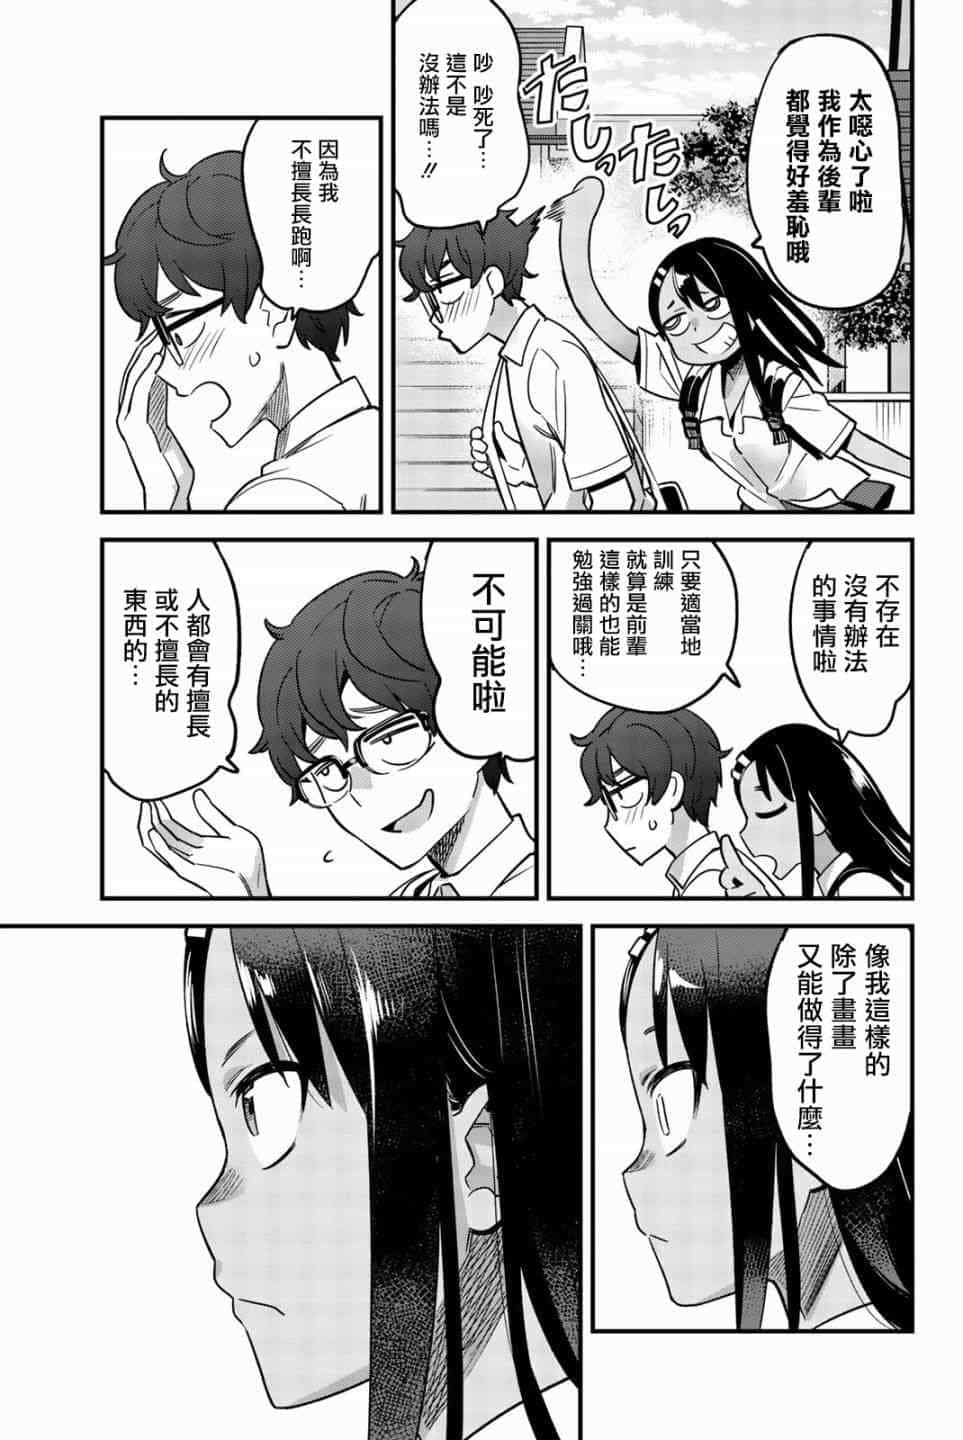 太噁心了啦
我作為後輩
都覺得好羞恥哦
たしったしっ
吵 吵死了…
這不是
沒辦法嗎…!!
因為我
不擅長長跑啊…
不存在
沒有辦法
的事情啦
只要適當地
訓練
就算是前輩
這樣的也能
勉強過關哦…
不可能啦
人都會有擅長
或不擅長的
東西的…
像我這樣的
除了畫畫
又能做得了什麼…